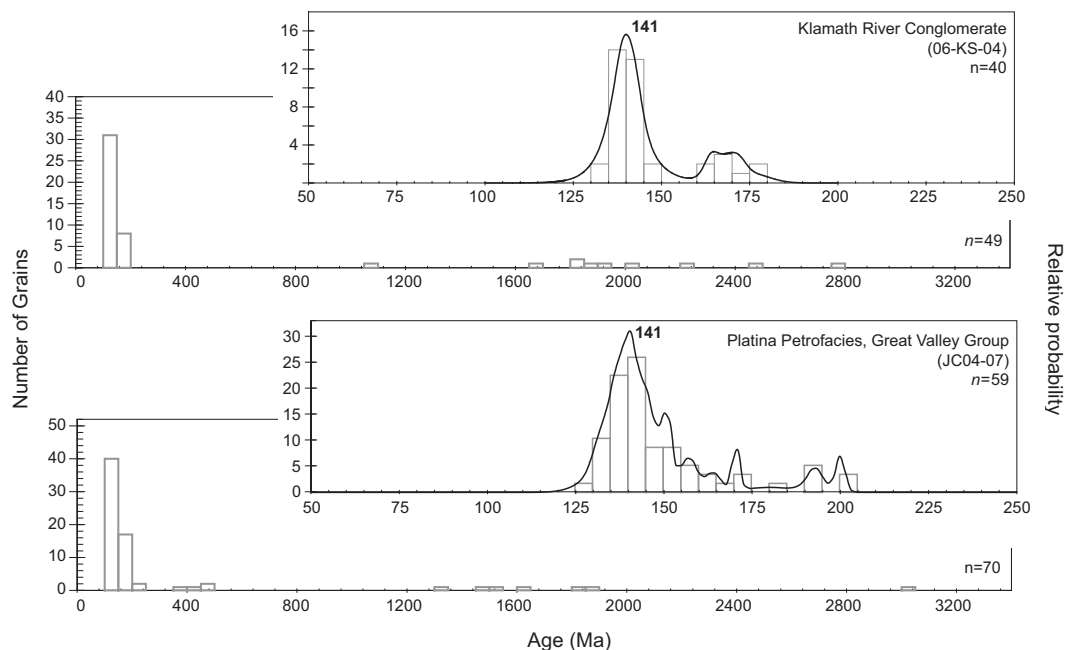 141
Klamath River Conglomerate
(06-KS-04)
n=40
16
12
8
4
50 75 100 125 150 175 200 225 250
40
35
30
25
20
15
10
5
0
n=49
0 400 800 1200 1600 2000 2400 2800 3200
141
Platina Petrofacies, Great Valley Group
(JC04-07)
n=59
30
25
20
15
10
5
0
50 75 100 125 150 175 200 225 250
50
40
30
20
10
0
n=70
0 400 800 1200 1600 2000 2400 2800 3200
Number of Grains
Relative probability
Age (Ma)